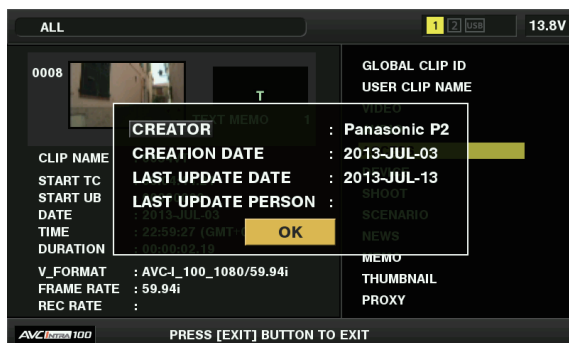 ALL
1 2 USB 13.8V
0008
T
TEXT MEMO 1
GLOBAL CLIP ID
USER CLIP NAME
VIDEO
CREATOR : Panasonic P2
CREATION DATE : 2013-JUL-03
LAST UPDATE DATE : 2013-JUL-13
LAST UPDATE PERSON :
OK
CLIP NAME
START TC
START UB
DATE : 2013-JUL-03
TIME : 22:59:27 (GMT
DURATION : 00:00:02.19
V_FORMAT : AVC-I_100_1080/59.94i
FRAME RATE : 59.94i
REC RATE :
SHOOT
SCENARIO
NEWS
MEMO
THUMBNAIL
PROXY
AVC INTRA 100
PRESS [EXIT] BUTTON TO EXIT